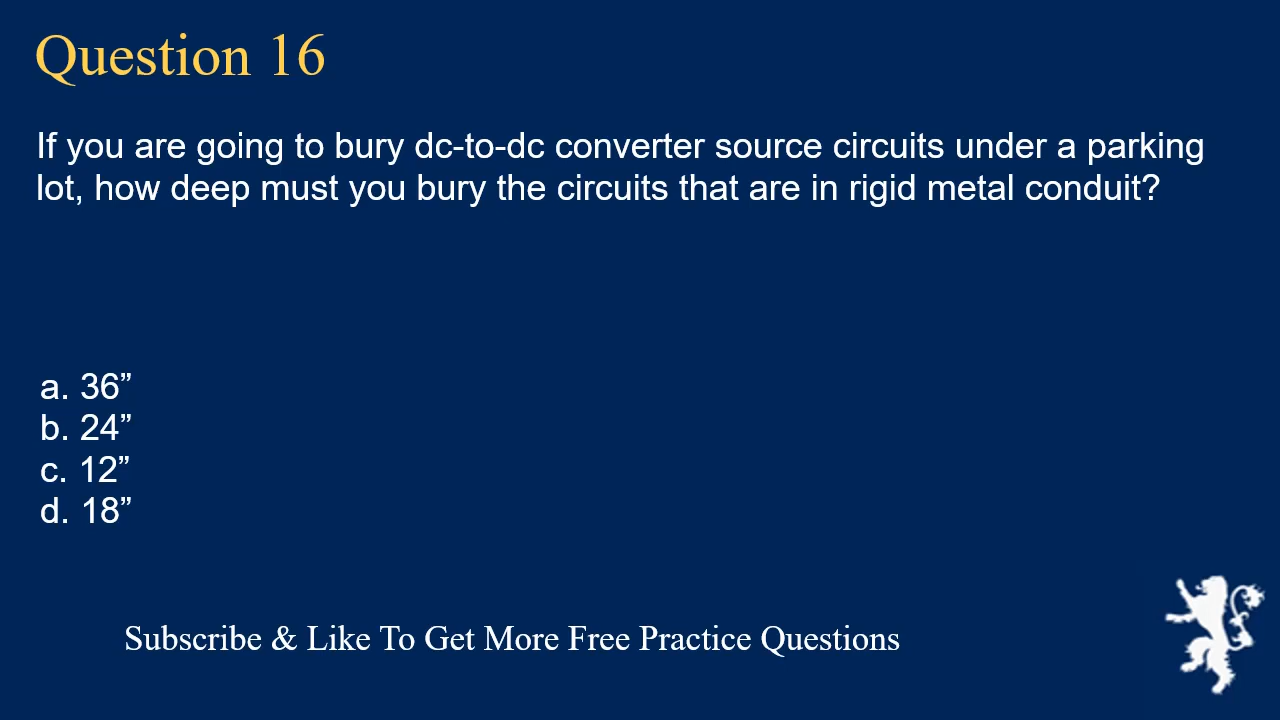 Question 16
If you are going to bury dc-to-dc converter source circuits under a parking
lot, how deep must you bury the circuits that are in rigid metal conduit?
a. 36”
b. 24”
c. 12”
d. 18”
Subscribe & Like To Get More Free Practice Questions